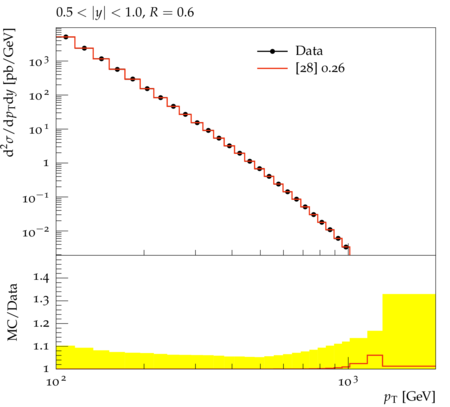 0.5 < |y| < 1.0, R = 0.6
d²σ/dp_T dy [pb/GeV]
10³
10²
10¹
1
10⁻¹
10⁻²
Data
[28] 0.26
MC/Data
1.4
1.3
1.2
1.1
1
10² 10³
p_T [GeV]